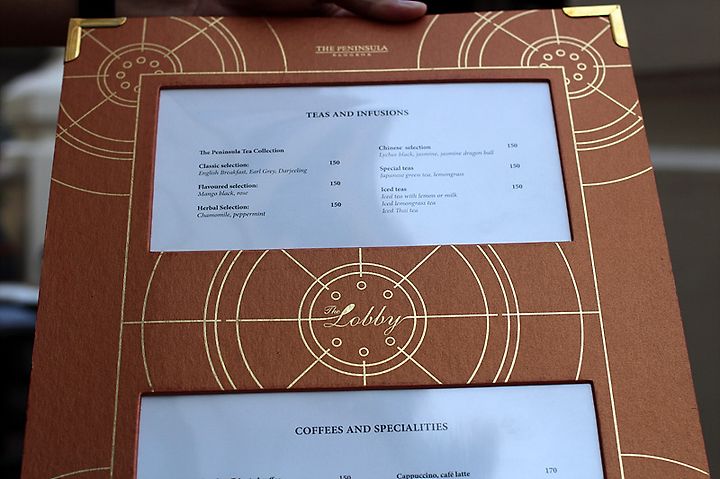 THE PENINSULA
BANGKOK
TEAS AND INFUSIONS
The Peninsula Tea Collection
Classic selection: 150
English Breakfast, Earl Grey, Darjeeling
Flavoured selection: 150
Mango black, rose
Herbal Selection: 150
Chamomile, peppermint
Chinese selection 150
Lychee black, jasmine, jasmine dragon ball
Special teas 150
Japanese green tea, lemongrass
Iced teas 150
Iced tea with lemon or milk
Iced lemongrass tea
Iced Thai tea
The Lobby
COFFEES AND SPECIALITIES
150
Cappuccino, café latte 170